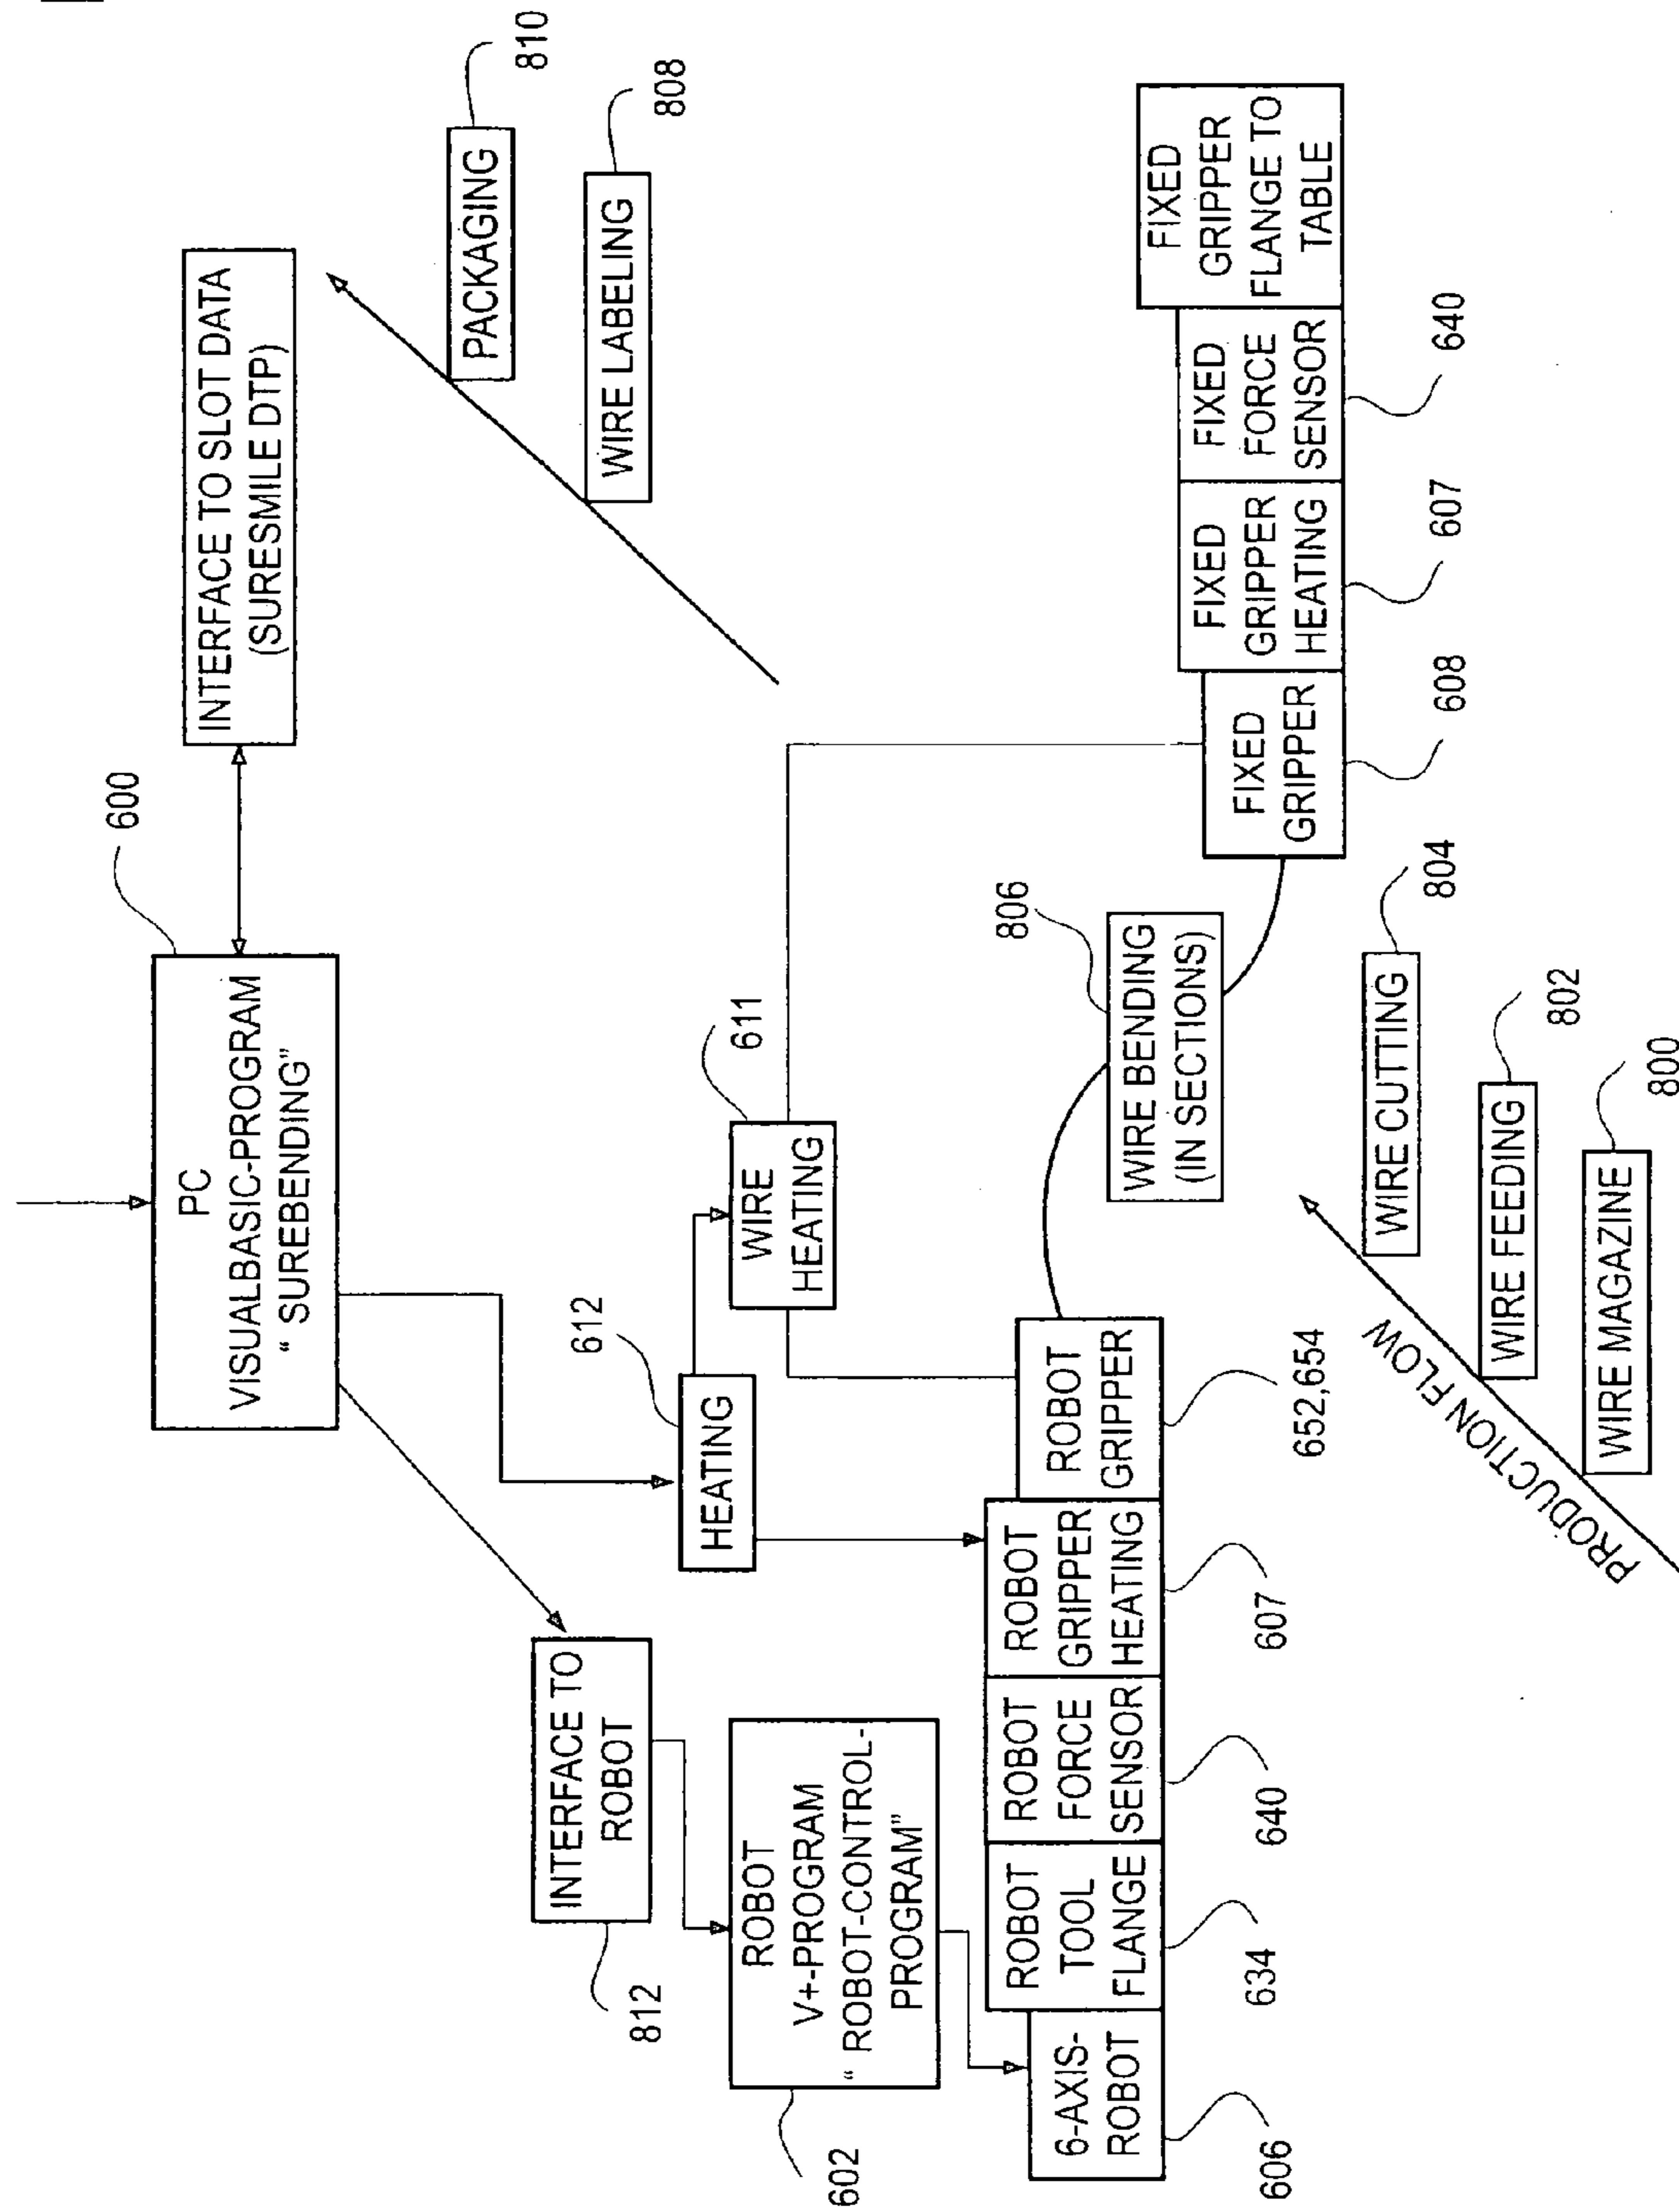 600
PC
VISUALBASIC-PROGRAM
“ SUREBENDING”
INTERFACE TO SLOT DATA
(SURESMILE DTP)
810
PACKAGING
808
WIRE LABELING
INTERFACE TO
ROBOT
812
612
HEATING
611
WIRE
HEATING
ROBOT
V+-PROGRAM
“ ROBOT-CONTROL-
PROGRAM”
602
6-AXIS-
ROBOT
606
ROBOT
TOOL
FLANGE
634
ROBOT
FORCE
SENSOR
640
ROBOT
GRIPPER
HEATING
607
ROBOT
GRIPPER
652,654
806
WIRE BENDING
(IN SECTIONS)
FIXED
GRIPPER
608
FIXED
GRIPPER
HEATING
607
FIXED
FORCE
SENSOR
640
FIXED
GRIPPER
FLANGE TO
TABLE
PRODUCTION FLOW
WIRE CUTTING
804
WIRE FEEDING
802
WIRE MAGAZINE
800